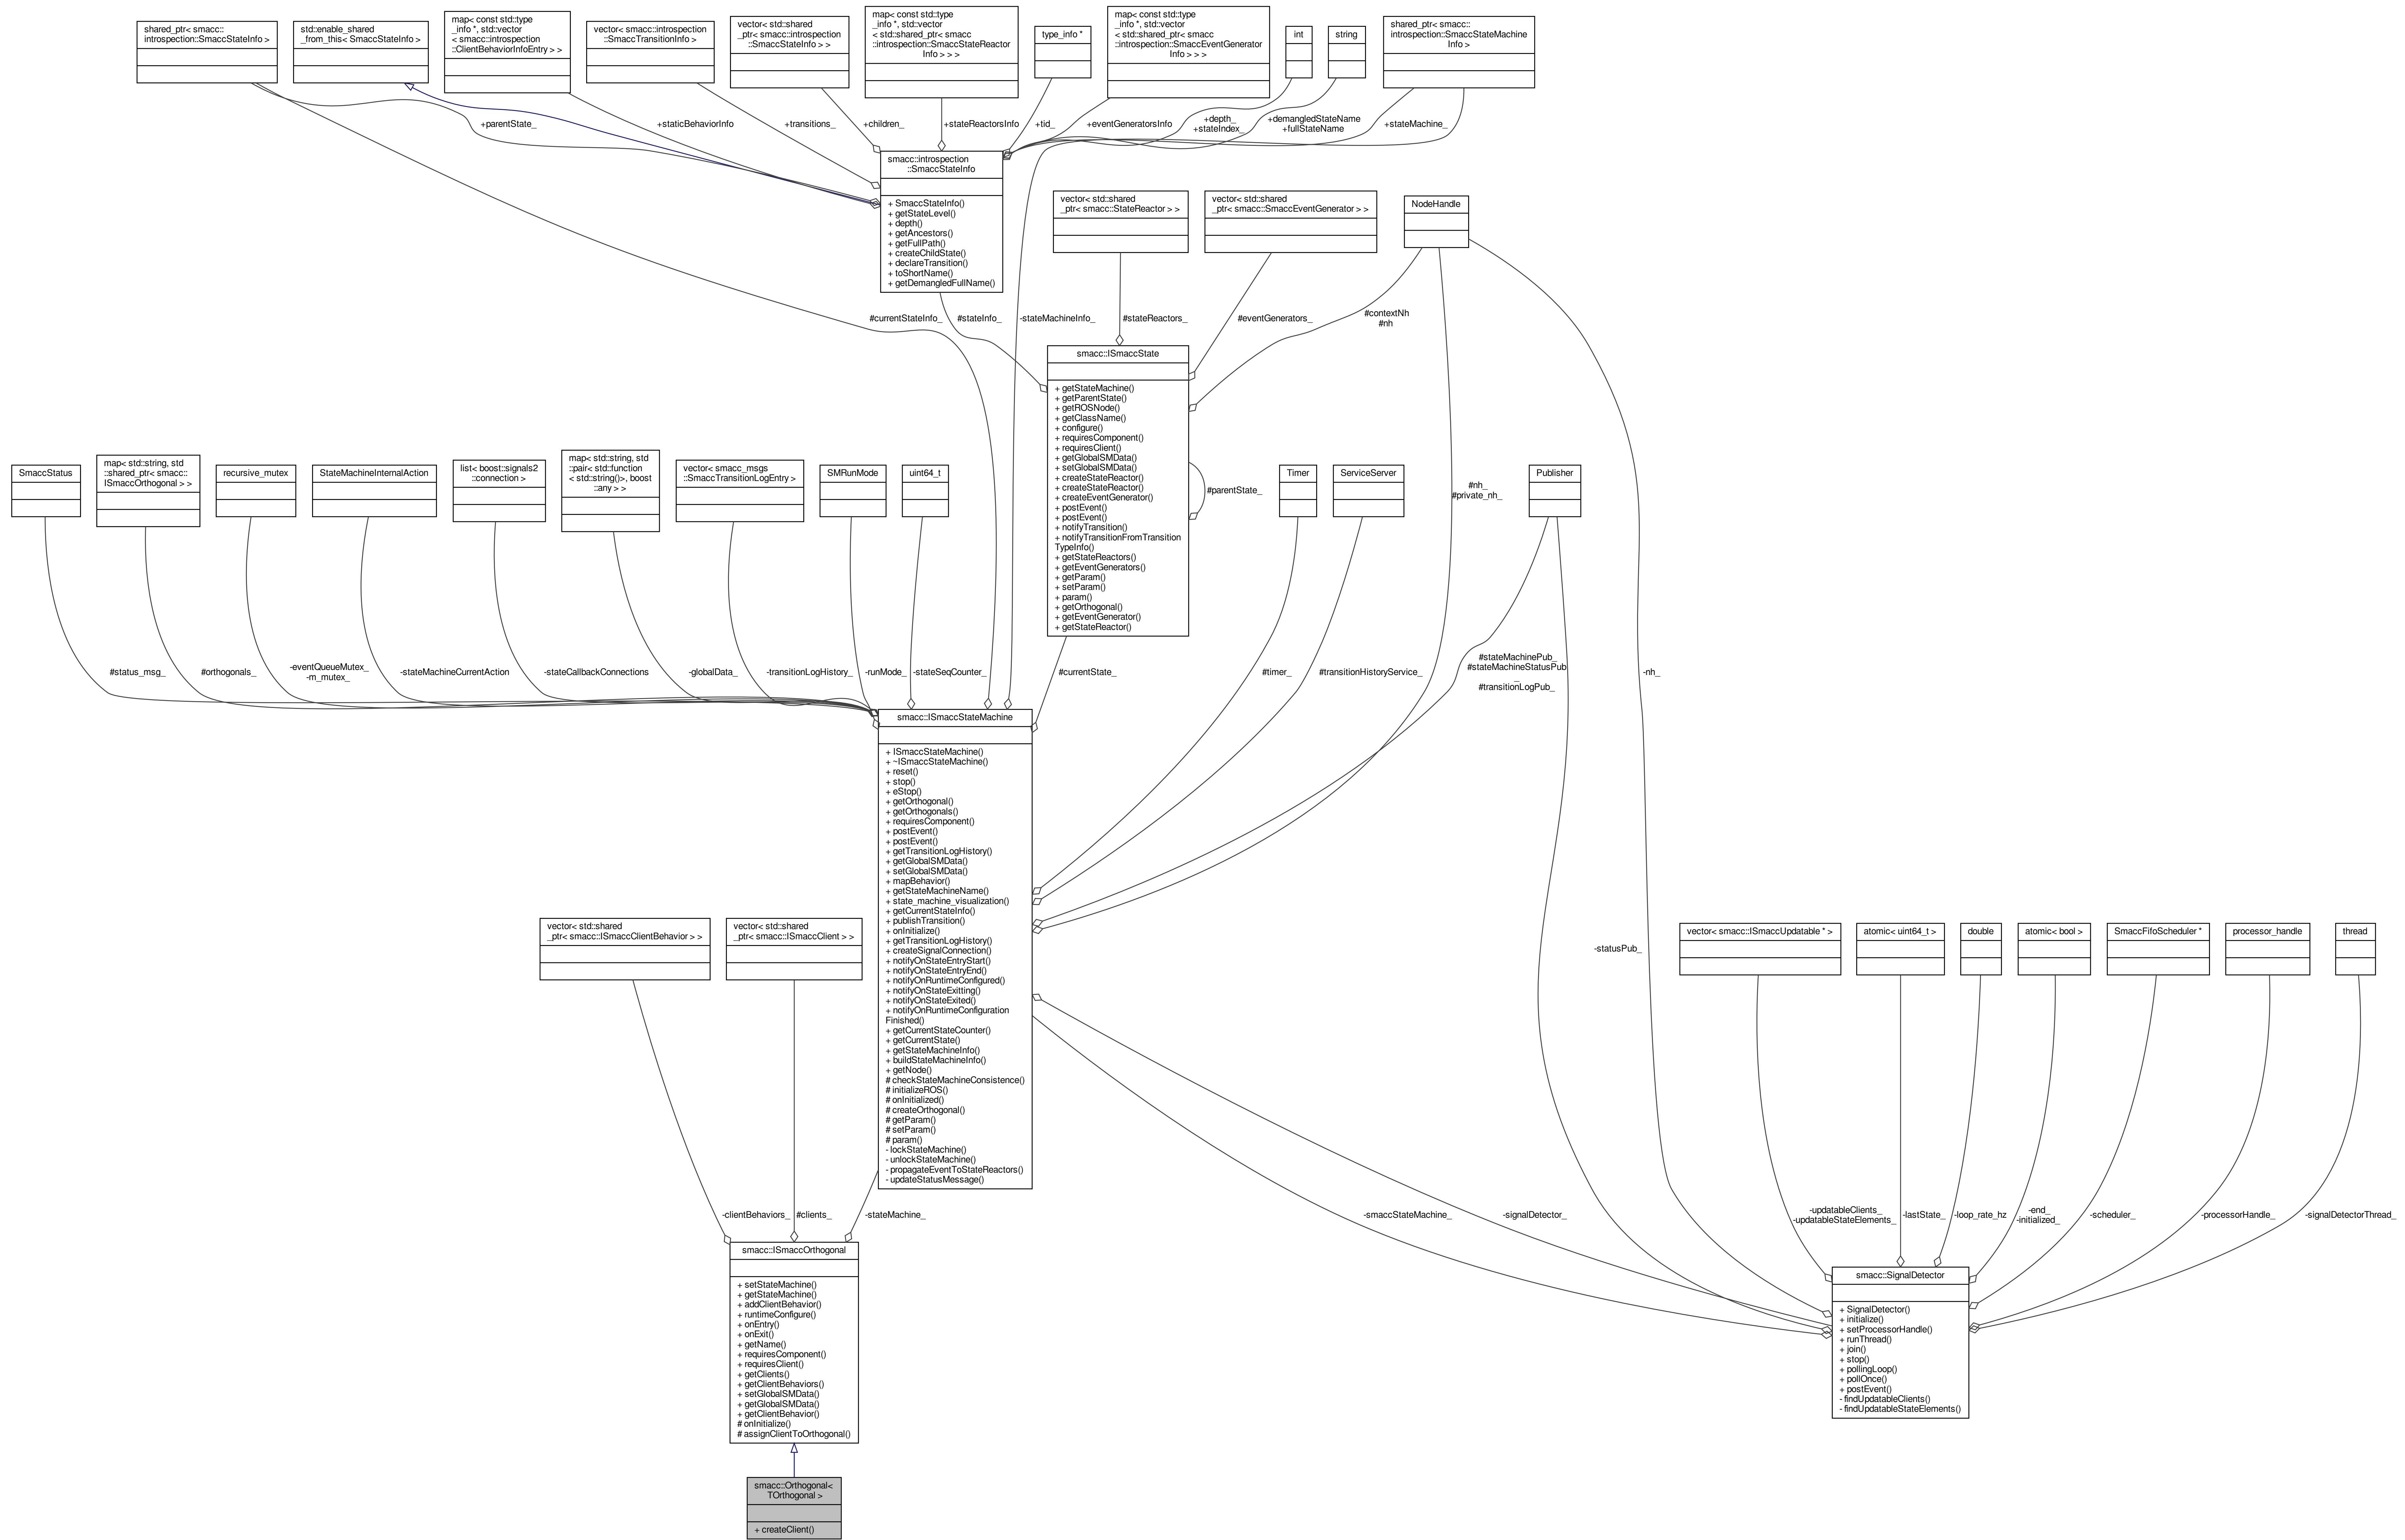 shared_ptr< smacc::
introspection::SmaccStateInfo >
std::enable_shared
_from_this< SmaccStateInfo >
map< const std::type
_info *, std::vector
< smacc::introspection
::ClientBehaviorInfoEntry > >
vector< smacc::introspection
::SmaccTransitionInfo >
vector< std::shared
_ptr< smacc::introspection
::SmaccStateInfo > >
map< const std::type
_info *, std::vector
< std::shared_ptr< smacc
::introspection::SmaccStateReactor
Info > > >
type_info *
map< const std::type
_info *, std::vector
< std::shared_ptr< smacc
::introspection::SmaccEventGenerator
Info > > >
int
string
shared_ptr< smacc::
introspection::SmaccStateMachine
Info >
+parentState_
+staticBehaviorInfo
+transitions_
+children_
+stateReactorsInfo
+tid_
+eventGeneratorsInfo
+depth_
+stateIndex_
+demangledStateName
+fullStateName
+stateMachine_
smacc::introspection
::SmaccStateInfo
+ SmaccStateInfo()
+ getStateLevel()
+ depth()
+ getAncestors()
+ getFullPath()
+ createChildState()
+ declareTransition()
+ toShortName()
+ getDemangledFullName()
vector< std::shared
_ptr< smacc::StateReactor > >
vector< std::shared
_ptr< smacc::SmaccEventGenerator > >
NodeHandle
#currentStateInfo_
#stateInfo_
-stateMachineInfo_
#stateReactors_
#eventGenerators_
#contextNh
#nh
smacc::ISmaccState
+ getStateMachine()
+ getParentState()
+ getROSNode()
+ getClassName()
+ configure()
+ requiresComponent()
+ requiresClient()
+ getGlobalSMData()
+ setGlobalSMData()
+ createStateReactor()
+ createStateReactor()
+ createEventGenerator()
+ postEvent()
+ postEvent()
+ notifyTransition()
+ notifyTransitionFromTransition
TypeInfo()
+ getStateReactors()
+ getEventGenerators()
+ getParam()
+ setParam()
+ param()
+ getOrthogonal()
+ getEventGenerator()
+ getStateReactor()
#parentState_
SmaccStatus
map< std::string, std
::shared_ptr< smacc::
ISmaccOrthogonal > >
recursive_mutex
StateMachineInternalAction
list< boost::signals2
::connection >
map< std::string, std
::pair< std::function
< std::string()>, boost
::any > >
vector< smacc_msgs
::SmaccTransitionLogEntry >
SMRunMode
uint64_t
Timer
ServiceServer
#nh_
#private_nh_
Publisher
#status_msg_
#orthogonals_
-eventQueueMutex_
-m_mutex_
-stateMachineCurrentAction
-stateCallbackConnections
-globalData_
-transitionLogHistory_
-runMode_
-stateSeqCounter_
#currentState_
#timer_
#transitionHistoryService_
#stateMachinePub_
#stateMachineStatusPub
_
#transitionLogPub_
-nh_
smacc::ISmaccStateMachine
+ ISmaccStateMachine()
+ ~ISmaccStateMachine()
+ reset()
+ stop()
+ eStop()
+ getOrthogonal()
+ getOrthogonals()
+ requiresComponent()
+ postEvent()
+ postEvent()
+ getTransitionLogHistory()
+ getGlobalSMData()
+ setGlobalSMData()
+ mapBehavior()
+ getStateMachineName()
+ state_machine_visualization()
+ getCurrentStateInfo()
+ publishTransition()
+ onInitialize()
+ getTransitionLogHistory()
+ createSignalConnection()
+ notifyOnStateEntryStart()
+ notifyOnStateEntryEnd()
+ notifyOnRuntimeConfigured()
+ notifyOnStateExitting()
+ notifyOnStateExited()
+ notifyOnRuntimeConfiguration
Finished()
+ getCurrentStateCounter()
+ getCurrentState()
+ getStateMachineInfo()
+ buildStateMachineInfo()
+ getNode()
# checkStateMachineConsistence()
# initializeROS()
# onInitialized()
# createOrthogonal()
# getParam()
# setParam()
# param()
- lockStateMachine()
- unlockStateMachine()
- propagateEventToStateReactors()
- updateStatusMessage()
vector< std::shared
_ptr< smacc::ISmaccClientBehavior > >
vector< std::shared
_ptr< smacc::ISmaccClient > >
-statusPub_
vector< smacc::ISmaccUpdatable * >
atomic< uint64_t >
double
atomic< bool >
SmaccFifoScheduler *
processor_handle
thread
-clientBehaviors_
#clients_
-stateMachine_
-smaccStateMachine_
-signalDetector_
-updatableClients_
-updatableStateElements_
-lastState_
-loop_rate_hz
-end_
-initialized_
-scheduler_
-processorHandle_
-signalDetectorThread_
smacc::ISmaccOrthogonal
+ setStateMachine()
+ getStateMachine()
+ addClientBehavior()
+ runtimeConfigure()
+ onEntry()
+ onExit()
+ getName()
+ requiresComponent()
+ requiresClient()
+ getClients()
+ getClientBehaviors()
+ setGlobalSMData()
+ getGlobalSMData()
+ getClientBehavior()
# onInitialize()
# assignClientToOrthogonal()
smacc::SignalDetector
+ SignalDetector()
+ initialize()
+ setProcessorHandle()
+ runThread()
+ join()
+ stop()
+ pollingLoop()
+ pollOnce()
+ postEvent()
- findUpdatableClients()
- findUpdatableStateElements()
smacc::Orthogonal<
TOrthogonal >
+ createClient()